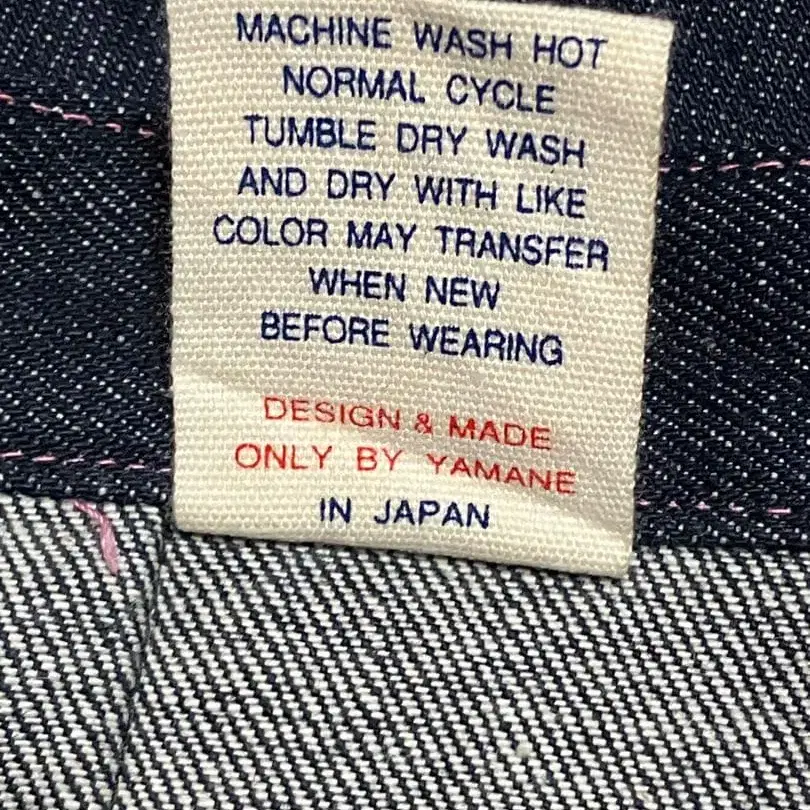 MACHINE WASH HOT
NORMAL CYCLE
TUMBLE DRY WASH
AND DRY WITH LIKE
COLOR MAY TRANSFER
WHEN NEW
BEFORE WEARING
DESIGN & MADE
ONLY BY YAMANE
IN JAPAN